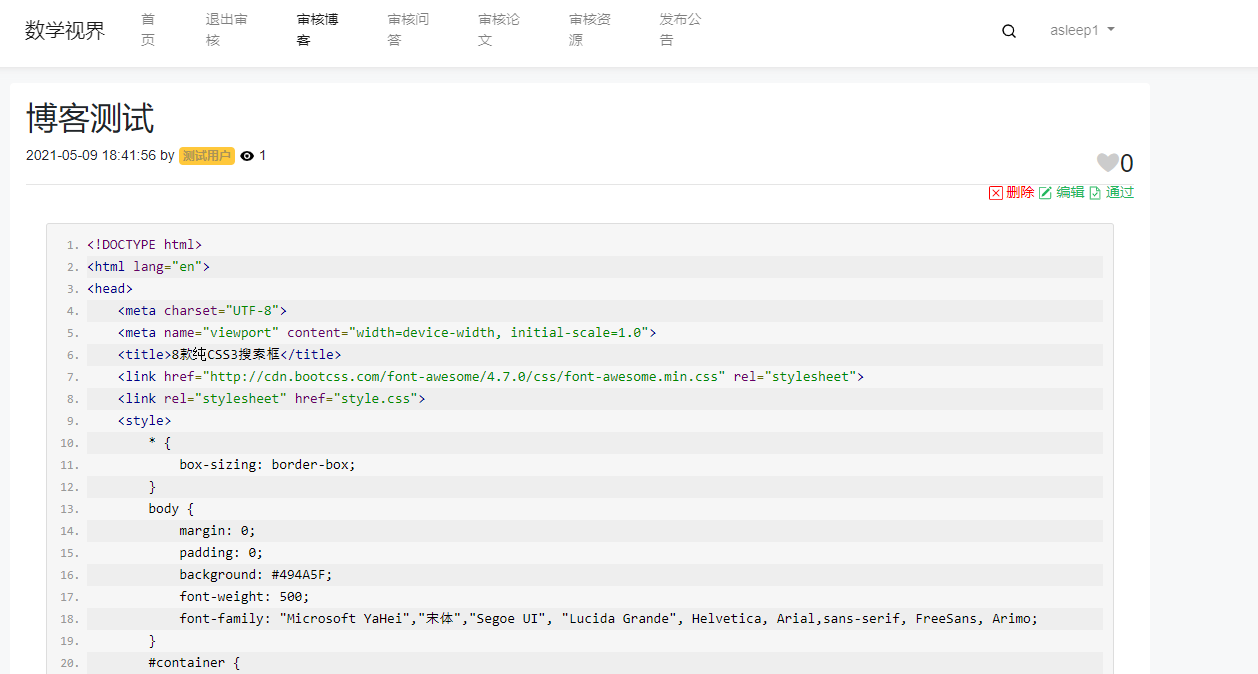 数学视界
首页
退出审核
审核博客
审核问答
审核论文
审核资源
发布公告
asleep1
博客测试
2021-05-09 18:41:56 by 测试用户 1
0
删除 编辑 通过
1. <!DOCTYPE html>
2. <html lang="en">
3. <head>
4. <meta charset="UTF-8">
5. <meta name="viewport" content="width=device-width, initial-scale=1.0">
6. <title>8款纯CSS3搜索框</title>
7. <link href="http://cdn.bootcss.com/font-awesome/4.7.0/css/font-awesome.min.css" rel="stylesheet">
8. <link rel="stylesheet" href="style.css">
9. <style>
10. * {
11. box-sizing: border-box;
12. }
13. body {
14. margin: 0;
15. padding: 0;
16. background: #494A5F;
17. font-weight: 500;
18. font-family: "Microsoft YaHei","宋体","Segoe UI", "Lucida Grande", Helvetica, Arial,sans-serif, FreeSans, Arimo;
19. }
20. #container {